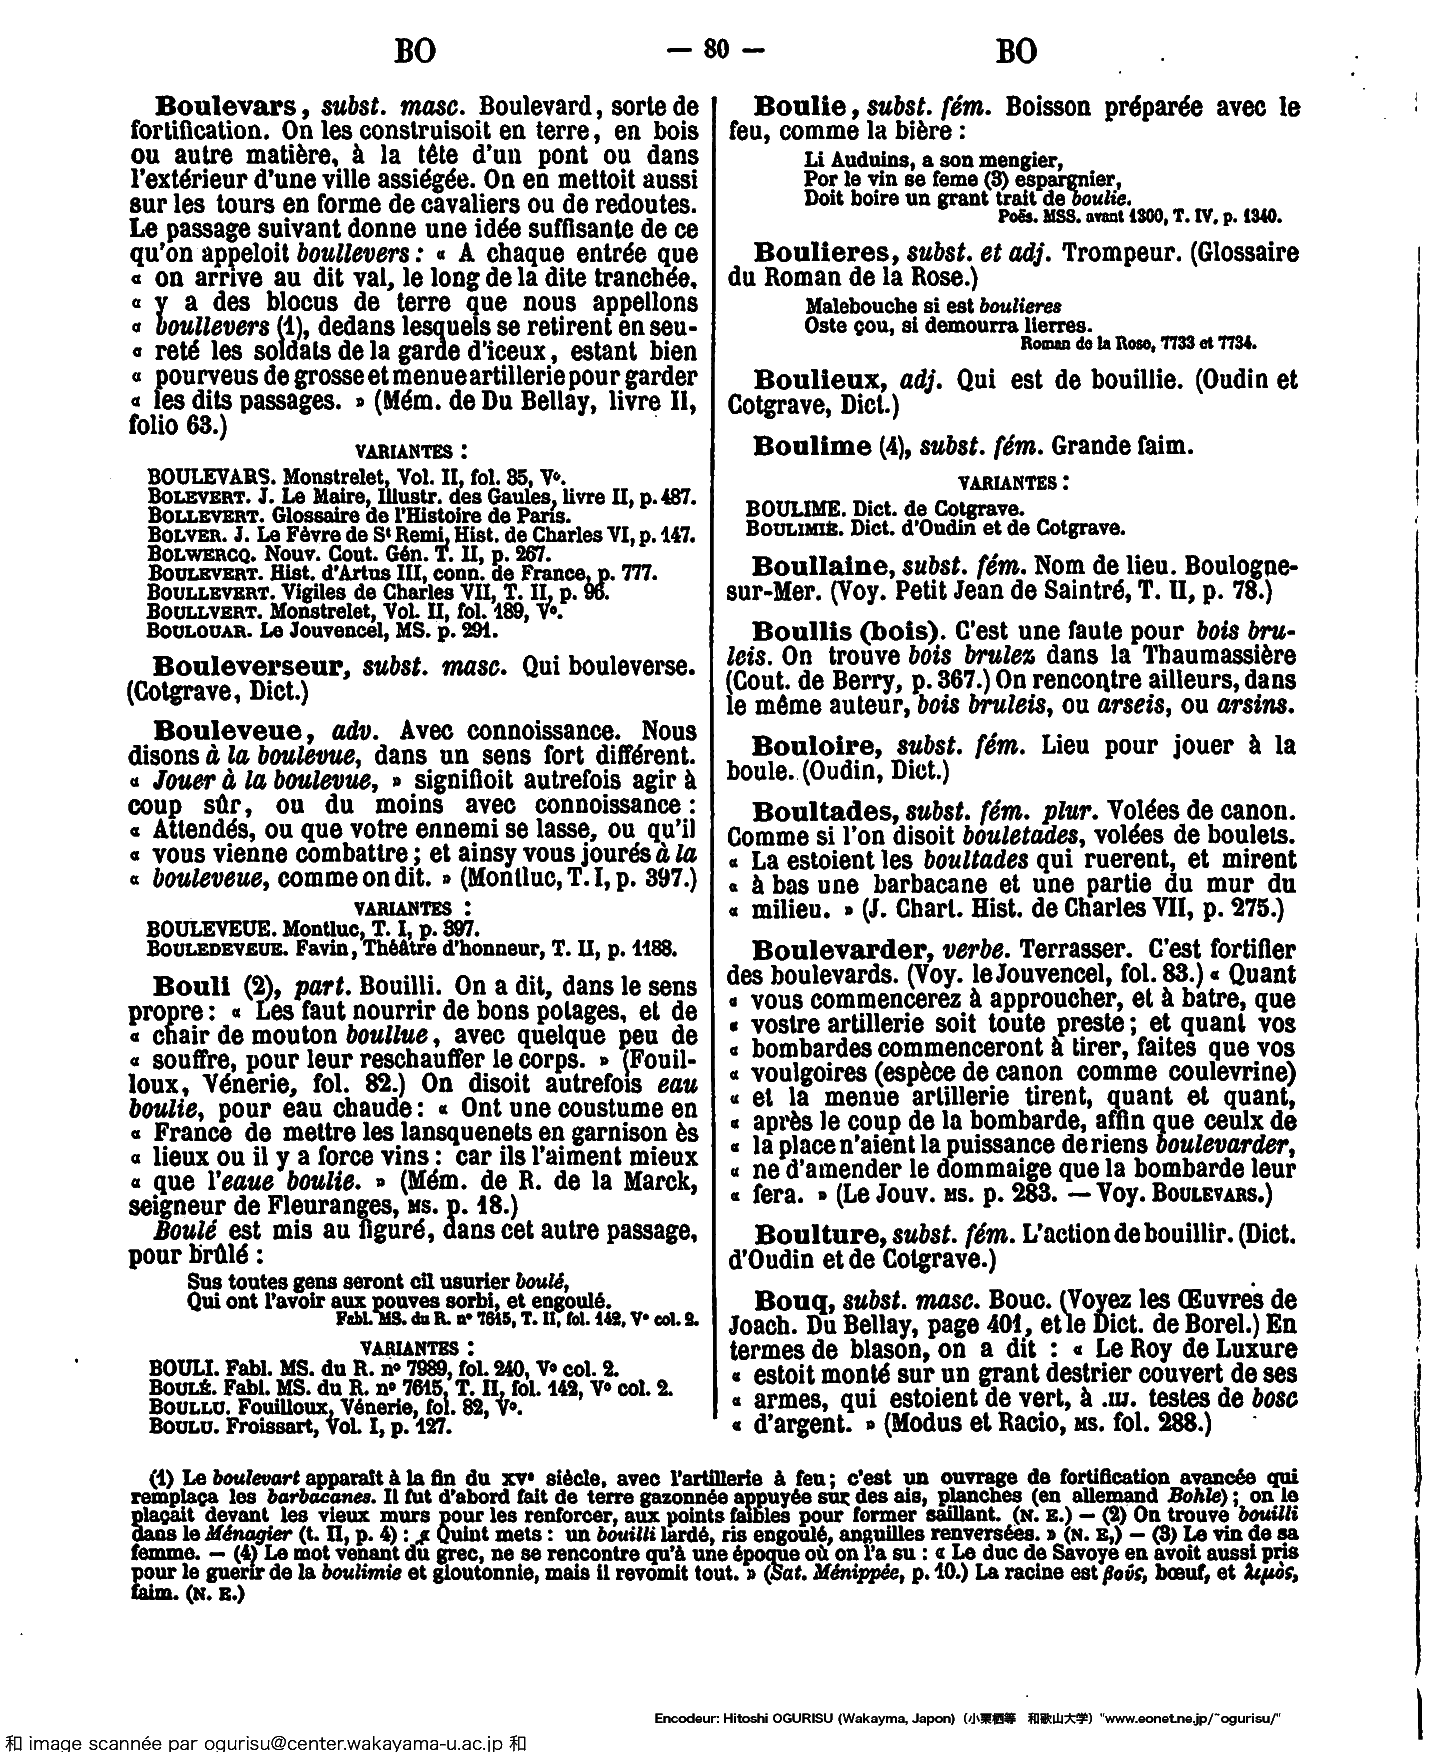 BO — 80 — BO
Boulevars, subst. masc. Boulevard, sorte de
fortification. On les construisoit en terre, en bois
ou autre matière, à la tête d'un pont ou dans
l'extérieur d'une ville assiégée. On en mettoit aussi
sur les tours en forme de cavaliers ou de redoutes.
Le passage suivant donne une idée suffisante de ce
qu'on appeloit boullevers : « A chaque entrée que
« on arrive au dit val, le long de la dite tranchée,
« y a des blocus de terre que nous appellons
« boullevers (1), dedans lesquels se retirent en seu-
« reté les soldats de la garde d'iceux, estant bien
« pourveus de grosse et menue artillerie pour garder
« les dits passages. » (Mém. de Du Bellay, livre II,
folio 63.)
VARIANTES :
BOULEVARS. Monstrelet, Vol. II, fol. 85, Vº.
BOLEVERT. J. Le Maire, Illustr. des Gaules, livre II, p. 487.
BOLLEVERT. Glossaire de l'Histoire de Paris.
BOLVER. J. Le Fèvre de St Remi, Hist. de Charles VI, p. 147.
BOLWERCQ. Nouv. Cout. Gén. T. II, p. 267.
BOULEVERT. Hist. d'Artus III, conn. de France, p. 777.
BOULLEVERT. Vigiles de Charles VII, T. II, p. 96.
BOULLVERT. Monstrelet, Vol. II, fol. 189, Vº.
BOULOUAR. Le Jouvencel, MS. p. 291.
Bouleverseur, subst. masc. Qui bouleverse.
(Cotgrave, Dict.)
Bouleveue, adv. Avec connoissance. Nous
disons à la boulevue, dans un sens fort différent.
« Jouer à la boulevue, » signifioit autrefois agir à
coup sûr, ou du moins avec connoissance :
« Attendés, ou que votre ennemi se lasse, ou qu'il
« vous vienne combattre ; et ainsy vous jourés à la
« bouleveue, comme on dit. » (Montluc, T. I, p. 397.)
VARIANTES :
BOULEVEUE. Montluc, T. I, p. 397.
BOULEDEVEUE. Favin, Théâtre d'honneur, T. II, p. 1188.
Bouli (2), part. Bouilli. On a dit, dans le sens
propre : « Les faut nourrir de bons potages, et de
« chair de mouton boullue, avec quelque peu de
« souffre, pour leur reschauffer le corps. » (Fouil-
loux, Vénerie, fol. 82.) On disoit autrefois eau
boulie, pour eau chaude : « Ont une coustume en
« France de mettre les lansquenets en garnison ès
« lieux ou il y a force vins : car ils l'aiment mieux
« que l'eaue boulie. » (Mém. de R. de la Marck,
seigneur de Fleuranges, MS. p. 18.)
Boulé est mis au figuré, dans cet autre passage,
pour brûlé :
Sus toutes gens seront cil usurier boulé,
Qui ont l'avoir aux pouves sorbi, et engoulé.
Fabl. MS. du R. nº 7615, T. II, fol. 142, Vº col. 2.
VARIANTES :
BOULI. Fabl. MS. du R. nº 7989, fol. 240, Vº col. 2.
BOULÉ. Fabl. MS. du R. nº 7615, T. II, fol. 142, Vº col. 2.
BOULLU. Fouilloux, Vénerie, fol. 82, Vº.
BOULU. Froissart, Vol. I, p. 127.
Boulie, subst. fém. Boisson préparée avec le
feu, comme la bière :
Li Auduins, a son mengier,
Por le vin se feme (3) espargnier,
Doit boire un grant trait de boulie.
Poës. MSS. avant 1300, T. IV, p. 1340.
Boulieres, subst. et adj. Trompeur. (Glossaire
du Roman de la Rose.)
Malebouche si est boulieres
Oste çou, si demourra lierres.
Roman de la Rose, 7733 et 7734.
Boulieux, adj. Qui est de bouillie. (Oudin et
Cotgrave, Dict.)
Boulime (4), subst. fém. Grande faim.
VARIANTES :
BOULIME. Dict. de Cotgrave.
BOULIMIE. Dict. d'Oudin et de Cotgrave.
Boullaine, subst. fém. Nom de lieu. Boulogne-
sur-Mer. (Voy. Petit Jean de Saintré, T. II, p. 78.)
Boullis (bois). C'est une faute pour bois bru-
leis. On trouve bois brulez dans la Thaumassière
(Cout. de Berry, p. 367.) On rencontre ailleurs, dans
le même auteur, bois bruleis, ou arseis, ou arsins.
Bouloire, subst. fém. Lieu pour jouer à la
boule. (Oudin, Dict.)
Boultades, subst. fém. plur. Volées de canon.
Comme si l'on disoit bouletades, volées de boulets.
« La estoient les boultades qui ruerent, et mirent
« à bas une barbacane et une partie du mur du
« milieu. » (J. Chart. Hist. de Charles VII, p. 275.)
Boulevarder, verbe. Terrasser. C'est fortifier
des boulevards. (Voy. le Jouvencel, fol. 83.) « Quant
« vous commencerez à approucher, et à batre, que
« vostre artillerie soit toute preste ; et quant vos
« bombardes commenceront à tirer, faites que vos
« voulgoires (espèce de canon comme coulevrine)
« et la menue artillerie tirent, quant et quant,
« après le coup de la bombarde, affin que ceulx de
« la place n'aient la puissance de riens boulevarder,
« ne d'amender le dommaige que la bombarde leur
« fera. » (Le Jouv. MS. p. 283. — Voy. BOULEVARS.)
Boulture, subst. fém. L'action de bouillir. (Dict.
d'Oudin et de Cotgrave.)
Bouq, subst. masc. Bouc. (Voyez les Œuvres de
Joach. Du Bellay, page 401, et le Dict. de Borel.) En
termes de blason, on a dit : « Le Roy de Luxure
« estoit monté sur un grant destrier couvert de ses
« armes, qui estoient de vert, à .III. testes de bosc
« d'argent. » (Modus et Racio, MS. fol. 288.)
(1) Le boulevart apparaît à la fin du XVe siècle, avec l'artillerie à feu ; c'est un ouvrage de fortification avancée qui
remplaça les barbacanes. Il fut d'abord fait de terre gazonnée appuyée sur des ais, planches (en allemand Bohle) ; on le
plaçait devant les vieux murs pour les renforcer, aux points faibles pour former saillant. (N. E.) — (2) On trouve bouilli
dans le Ménagier (t. II, p. 4) : « Quint mets : un bouilli lardé, ris engoulé, anguilles renversées. » (N. E.) — (3) Le vin de sa
femme. — (4) Le mot venant du grec, ne se rencontre qu'à une époque où on l'a su : « Le duc de Savoye en avoit aussi pris
pour le guerir de la boulimie et gloutonnie, mais il revomit tout. » (Sat. Ménippée, p. 10.) La racine est βοῦς, bœuf, et λιμὸς,
faim. (N. E.)
Encodeur: Hitoshi OGURISU (Wakayma, Japon) (小栗栖等 和歌山大学) "www.eonet.ne.jp/~ogurisu/"
和 image scannée par ogurisu@center.wakayama-u.ac.jp 和